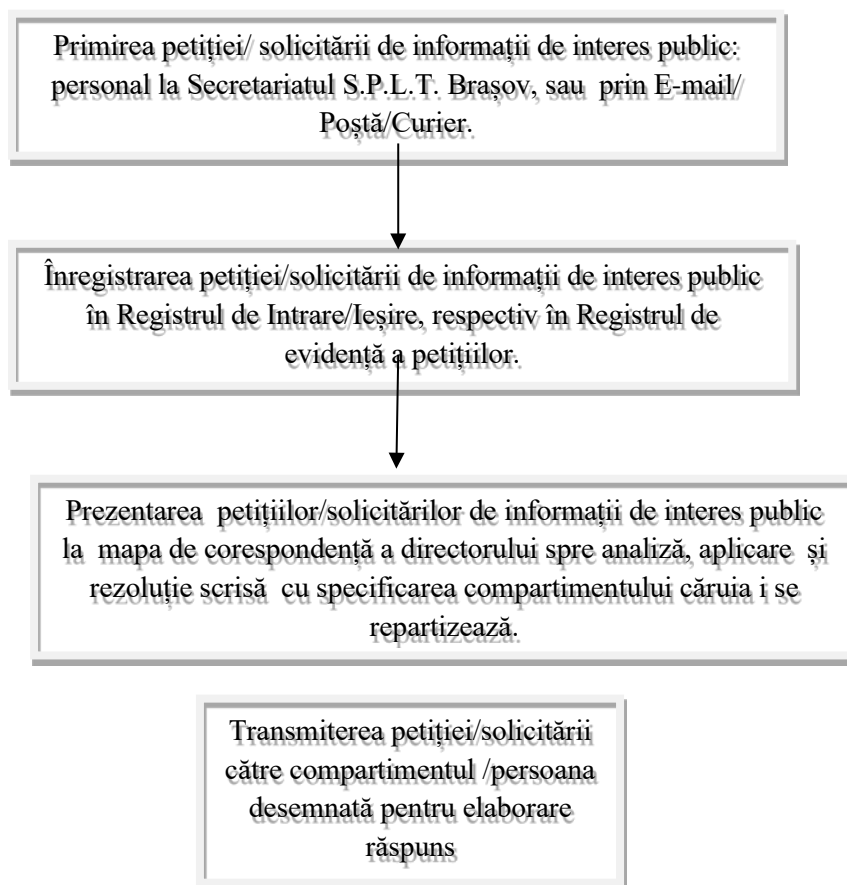 Primirea petiției/ solicitării de informații de interes public:
personal la Secretariatul S.P.L.T. Brașov, sau prin E-mail/
Poștă/Curier.
Înregistrarea petiției/solicitării de informații de interes public
în Registrul de Intrare/Ieșire, respectiv în Registrul de
evidență a petițiilor.
Prezentarea petițiilor/solicitărilor de informații de interes public
la mapa de corespondență a directorului spre analiză, aplicare și
rezoluție scrisă cu specificarea compartimentului căruia i se
repartizează.
Transmiterea petiției/solicitării
către compartimentul /persoana
desemnată pentru elaborare
răspuns